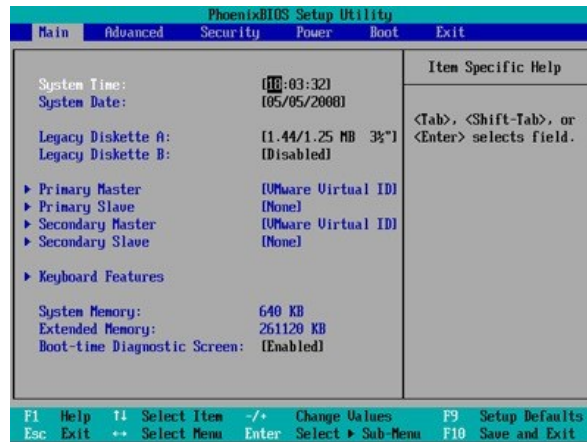 PhoenixBIOS Setup Utility
Main Advanced Security Power Boot Exit
Item Specific Help
System Time: [18:03:32]
System Date: [05/05/2008]
<Tab>, <Shift-Tab>, or
<Enter> selects field.
Legacy Diskette A: [1.44/1.25 MB 3½"]
Legacy Diskette B: [Disabled]
▶ Primary Master [VMware Virtual ID]
▶ Primary Slave [None]
▶ Secondary Master [VMware Virtual ID]
▶ Secondary Slave [None]
▶ Keyboard Features
System Memory: 640 KB
Extended Memory: 261120 KB
Boot-time Diagnostic Screen: [Enabled]
F1 Help ↑↓ Select Item -/+ Change Values F9 Setup Defaults
Esc Exit ↔ Select Menu Enter Select ▶ Sub-Menu F10 Save and Exit